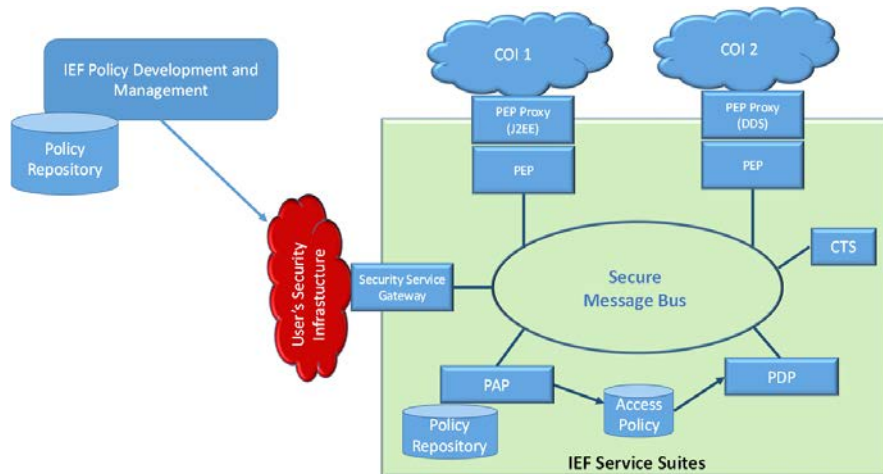 IEF Policy Development and
Management
Policy
Repository
COI 1
COI 2
PEP Proxy
(J2EE)
PEP Proxy
(DDS)
PEP
PEP
CTS
User's Security
Infrastucture
Security Service
Gateway
Secure
Message Bus
PAP
Policy
Repository
Access
Policy
PDP
IEF Service Suites